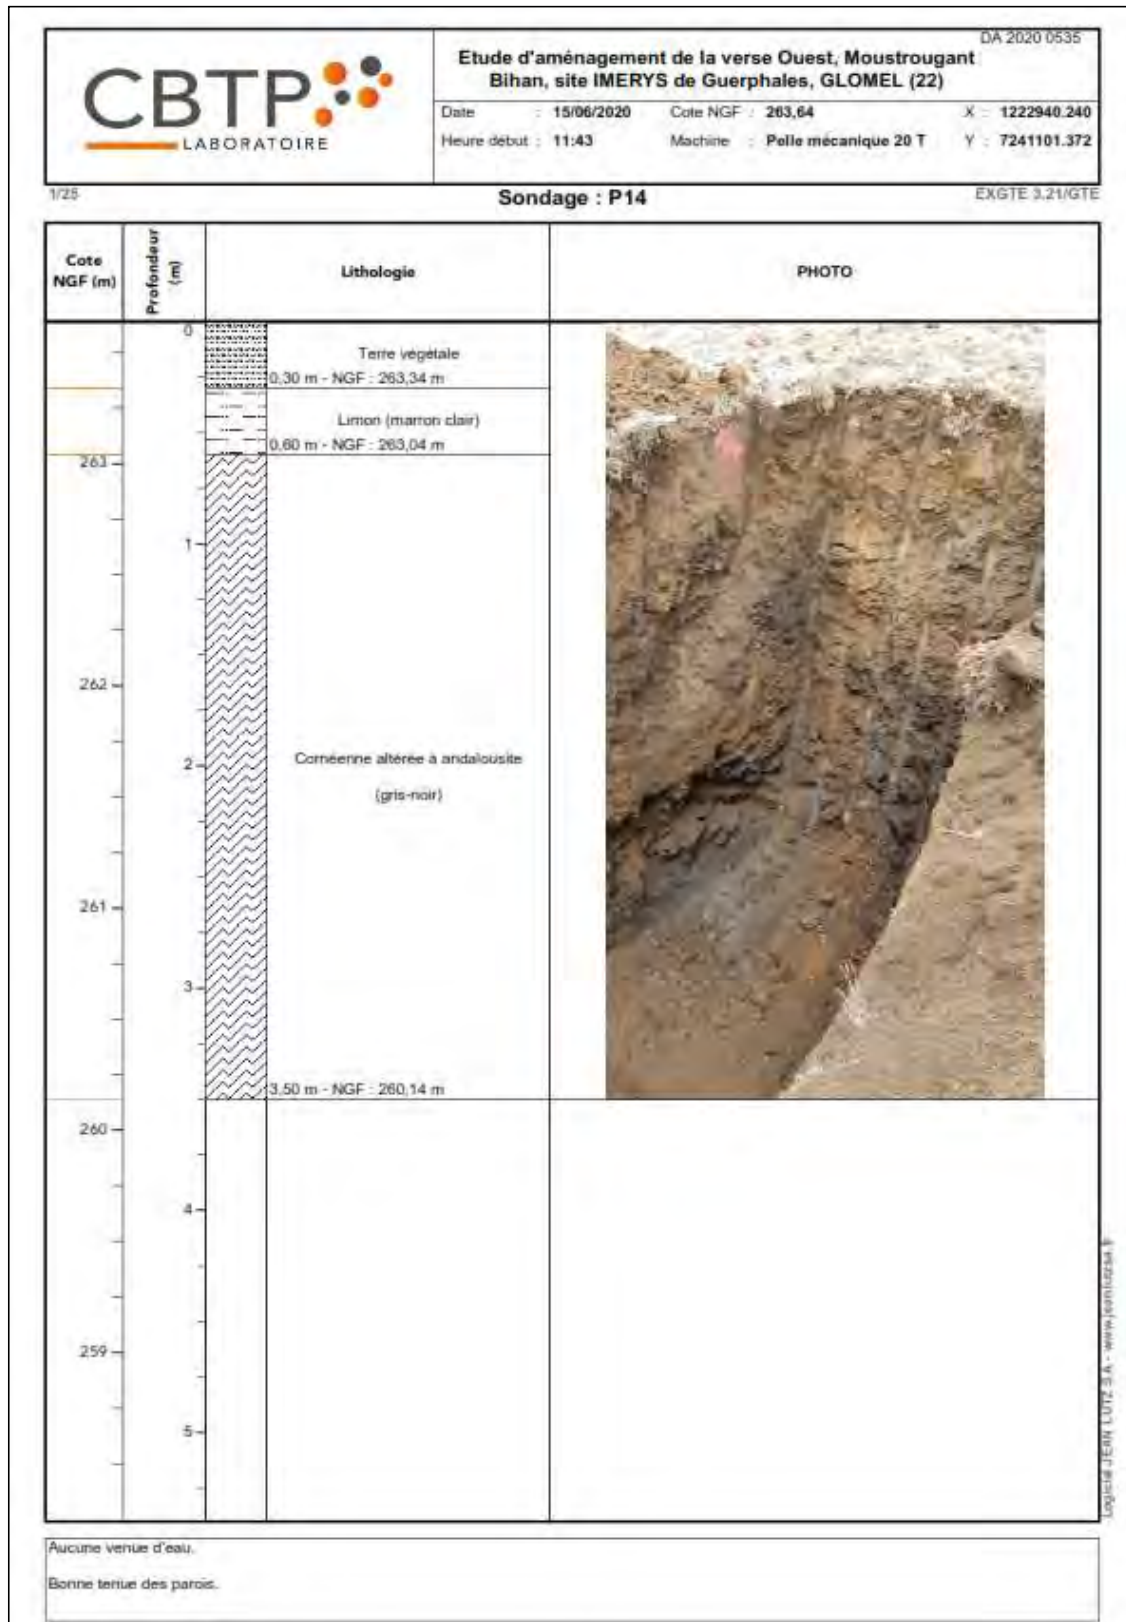 DA 2020 0535
CBTP
LABORATOIRE
Etude d'aménagement de la verse Ouest, Moustrougant
Bihan, site IMERYS de Guerphales, GLOMEL (22)
Date : 15/06/2020 Cote NGF : 263,64 X : 1222940.240
Heure début : 11:43 Machine : Pelle mécanique 20 T Y : 7241101.372
1/25
Sondage : P14
EXGTE 3.21/GTE
Cote
NGF (m)
Profondeur
(m)
Lithologie
PHOTO
0
Terre végétale
0,30 m - NGF : 263,34 m
Limon (marron clair)
0,60 m - NGF : 263,04 m
263
1
262
2
Cornéenne altérée à andalousite
(gris-noir)
261
3
3,50 m - NGF : 260,14 m
260
4
259
5
Logiciel JEAN LUTZ S.A - www.jeanlutzsa.fr
Aucune venue d'eau.
Bonne tenue des parois.